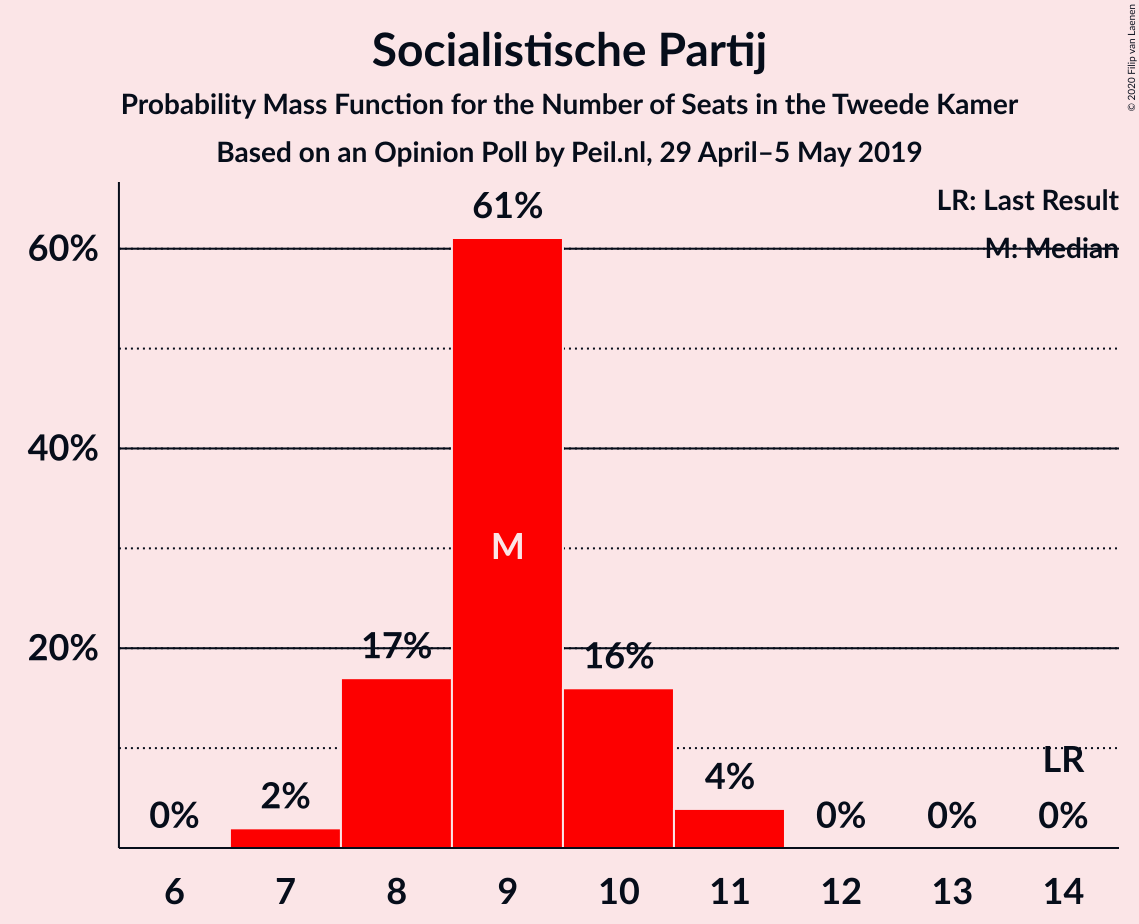 Socialistische Partij
Probability Mass Function for the Number of Seats in the Tweede Kamer
Based on an Opinion Poll by Peil.nl, 29 April–5 May 2019
© 2020 Filip van Laenen
LR: Last Result
M: Median
60%
40%
20%
0%
2%
17%
61%
M
16%
4%
0%
0%
LR
0%
6 7 8 9 10 11 12 13 14